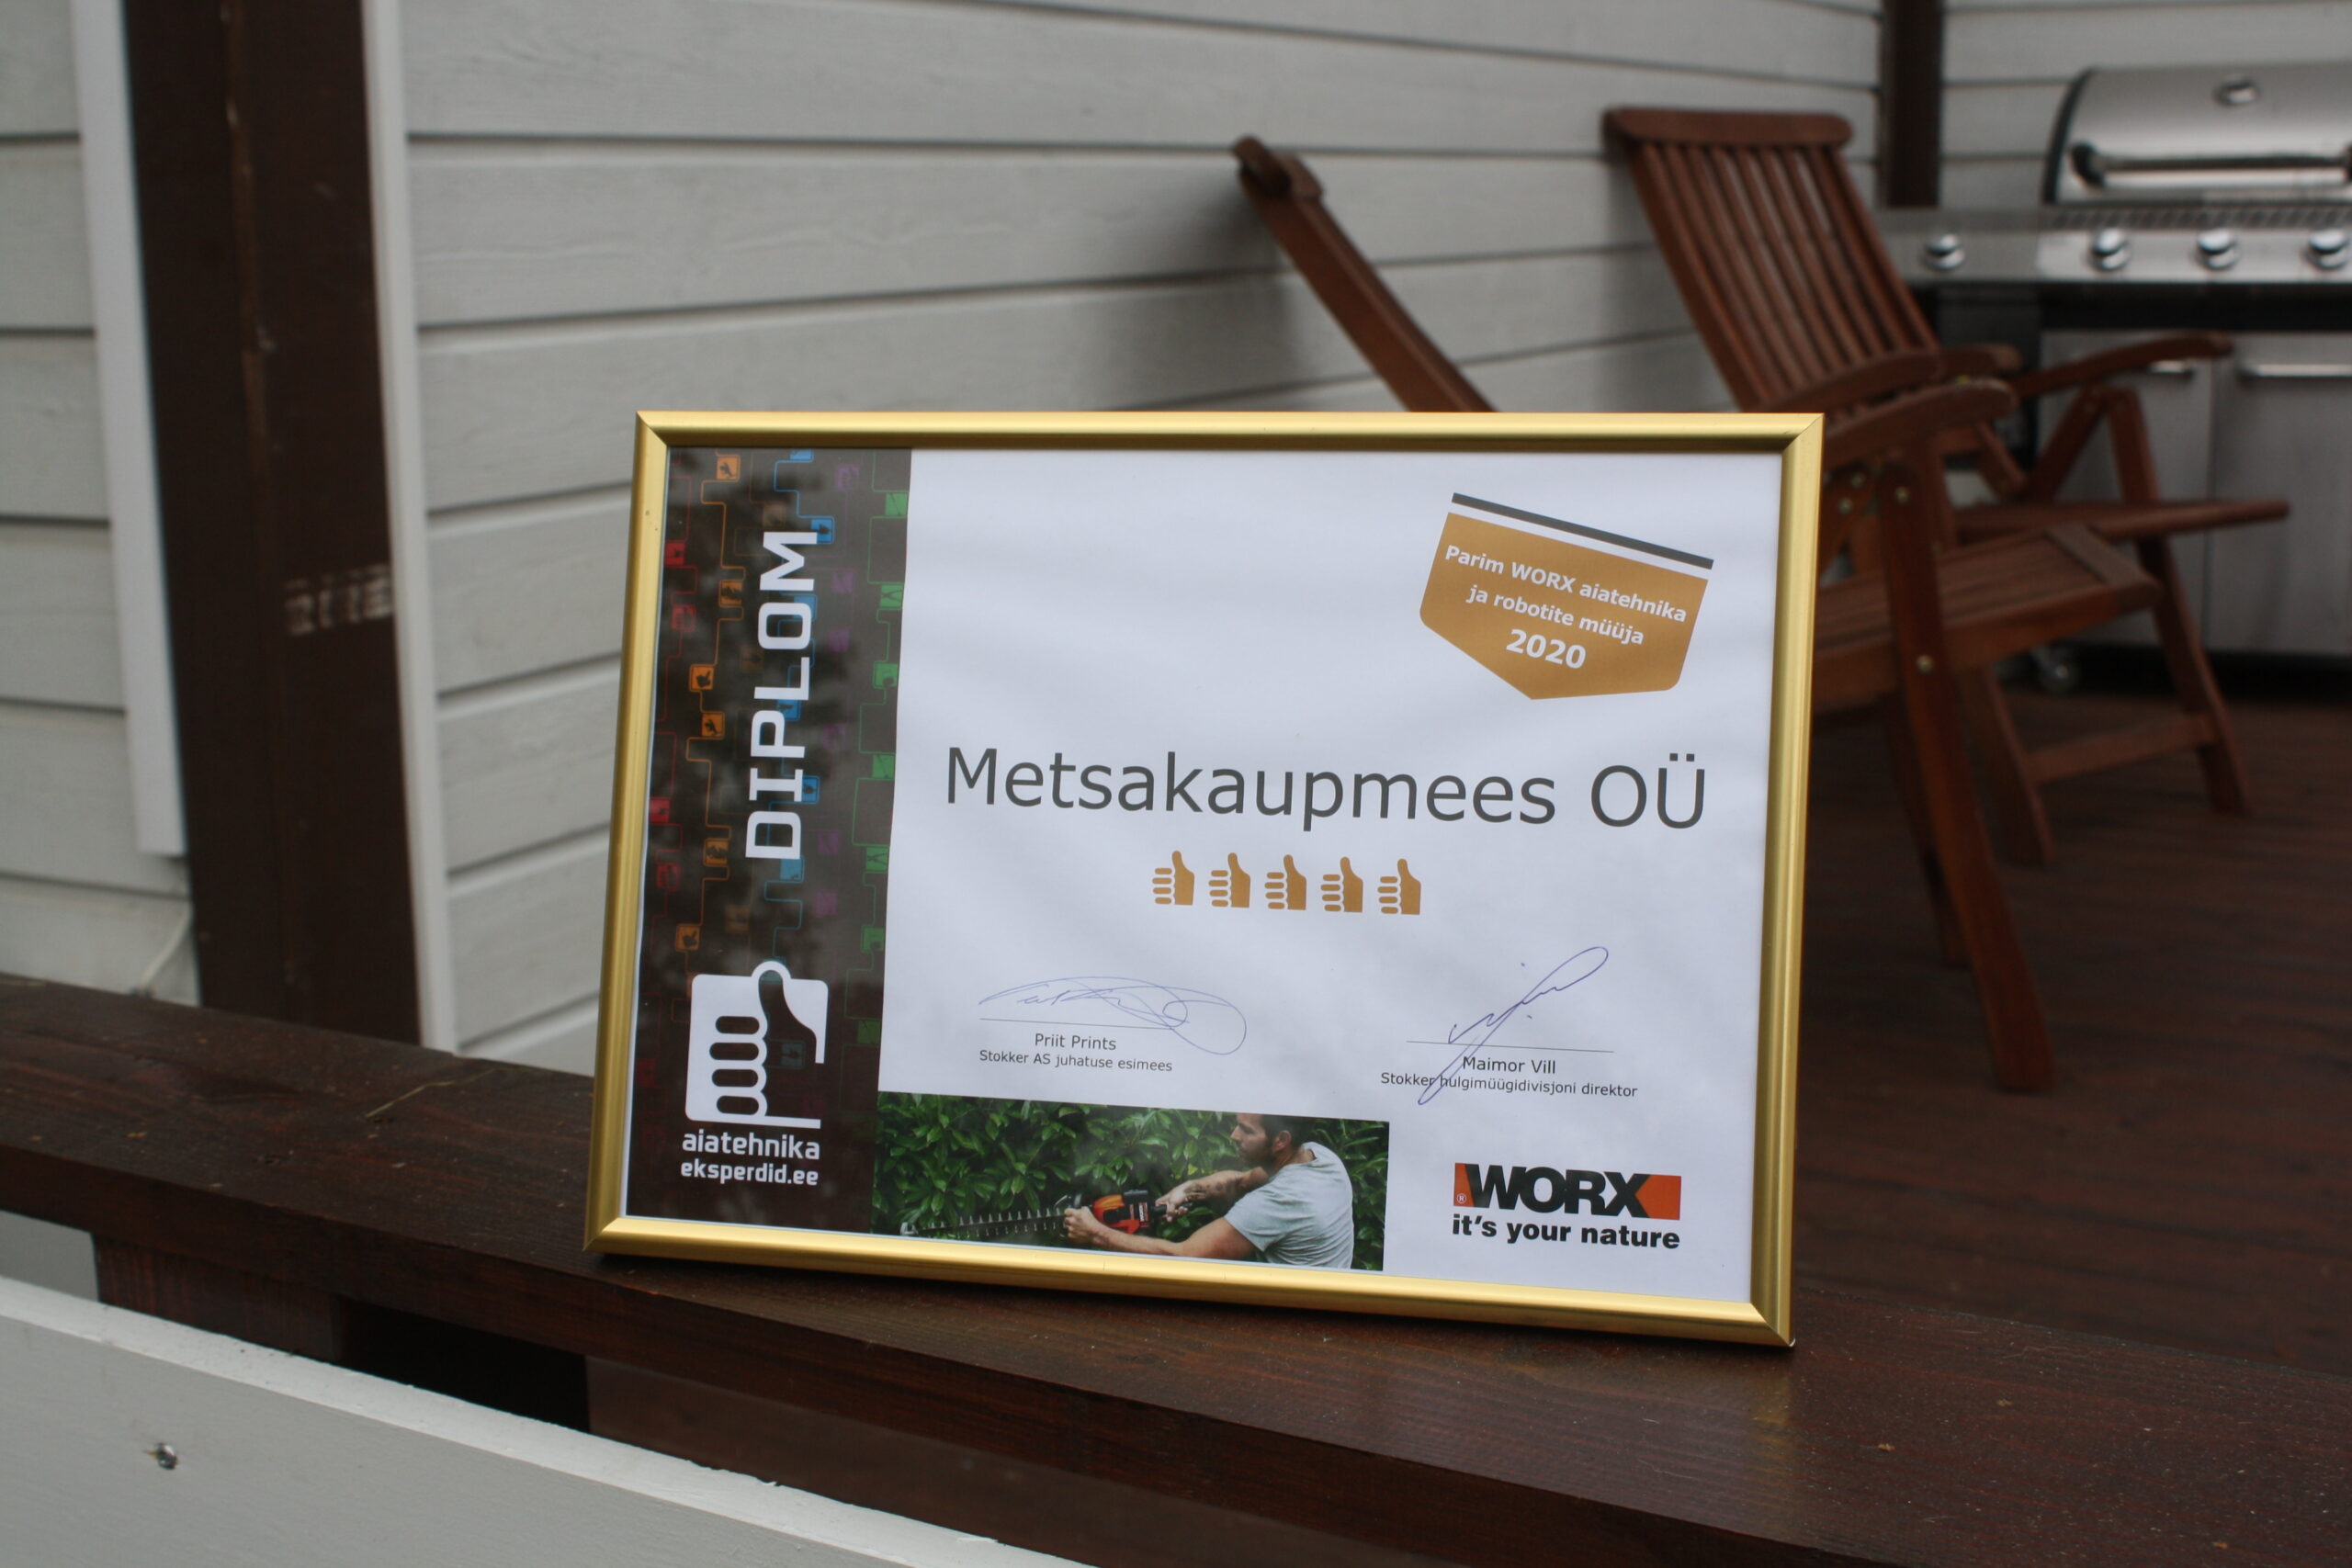 DIPLOM
aiatehnika
eksperdid.ee
Parim WORX aiatehnika
ja robotite müüja
2020
Metsakaupmees OÜ
Priit Prints
Stokker AS juhatuse esimees
Maimor Vill
Stokker hulgimüügidivisjoni direktor
WORX®
it's your nature